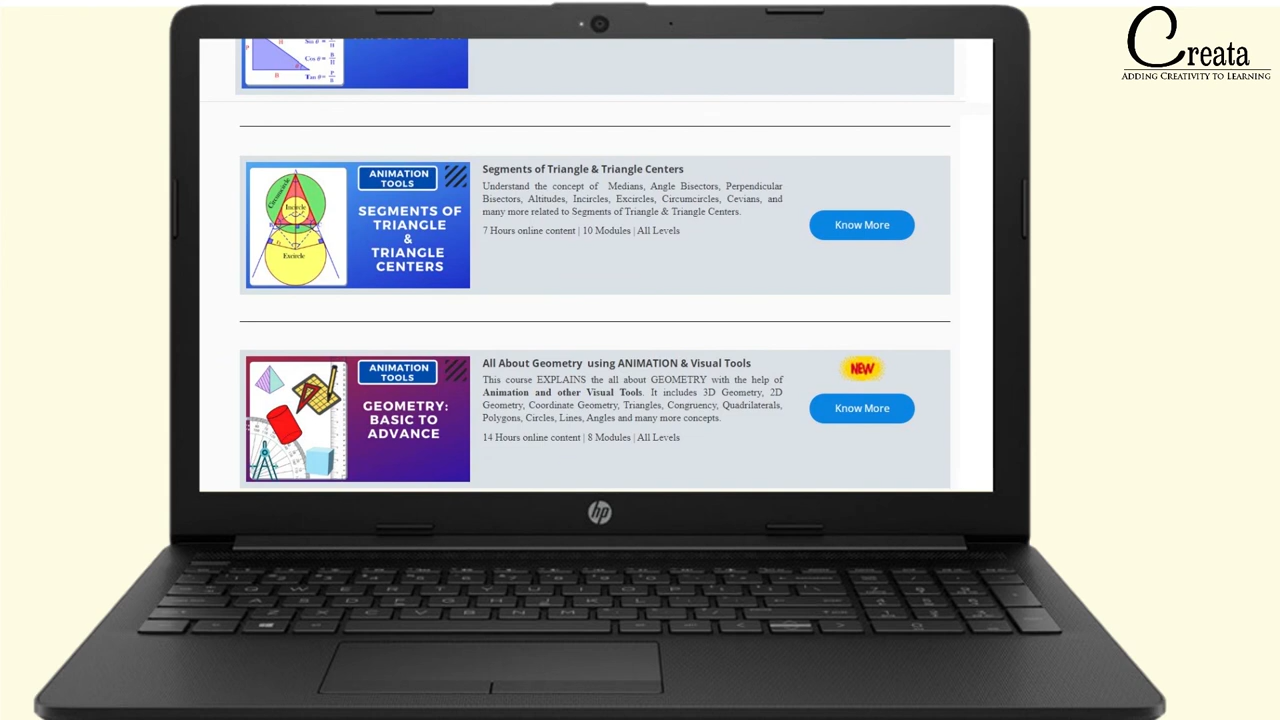 Creata
ADDING CREATIVITY TO LEARNING
P
H
B
θ
Sin θ = P/H
Cos θ = B/H
Tan θ = P/B
ANIMATION
TOOLS
SEGMENTS OF
TRIANGLE
&
TRIANGLE
CENTERS
Circumcircle
Incircle
Excircle
Segments of Triangle & Triangle Centers
Understand the concept of Medians, Angle Bisectors, Perpendicular
Bisectors, Altitudes, Incircles, Excircles, Circumcircles, Cevians, and
many more related to Segments of Triangle & Triangle Centers.
7 Hours online content | 10 Modules | All Levels
Know More
ANIMATION
TOOLS
GEOMETRY:
BASIC TO
ADVANCE
All About Geometry using ANIMATION & Visual Tools
This course EXPLAINS the all about GEOMETRY with the help of
Animation and other Visual Tools. It includes 3D Geometry, 2D
Geometry, Coordinate Geometry, Triangles, Congruency, Quadrilaterals,
Polygons, Circles, Lines, Angles and many more concepts.
14 Hours online content | 8 Modules | All Levels
NEW
Know More
hp